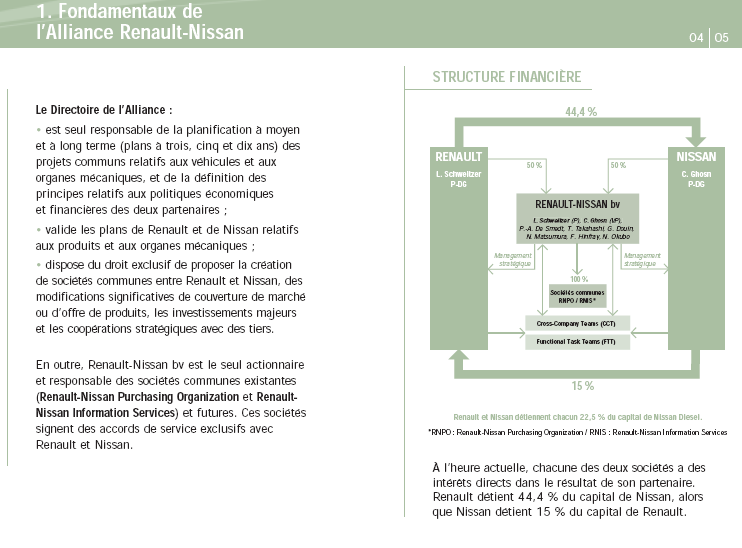 1. Fondamentaux de
l'Alliance Renault-Nissan
04 05
Le Directoire de l'Alliance :
• est seul responsable de la planification à moyen
et à long terme (plans à trois, cinq et dix ans) des
projets communs relatifs aux véhicules et aux
organes mécaniques, et de la définition des
principes relatifs aux politiques économiques
et financières des deux partenaires ;
• valide les plans de Renault et de Nissan relatifs
aux produits et aux organes mécaniques ;
• dispose du droit exclusif de proposer la création
de sociétés communes entre Renault et Nissan, des
modifications significatives de couverture de marché
ou d'offre de produits, les investissements majeurs
et les coopérations stratégiques avec des tiers.
En outre, Renault-Nissan bv est le seul actionnaire
et responsable des sociétés communes existantes
(Renault-Nissan Purchasing Organization et Renault-
Nissan Information Services) et futures. Ces sociétés
signent des accords de service exclusifs avec
Renault et Nissan.
STRUCTURE FINANCIÈRE
44,4 %
RENAULT
L. Schweitzer
P-DG
50 %
50 %
NISSAN
C. Ghosn
P-DG
RENAULT-NISSAN bv
L. Schweitzer (P), C. Ghosn (VP),
P.-A. De Smedt, T. Takahashi, G. Douin,
N. Matsumura, F. Hinfray, N. Okubo
Management
stratégique
Management
stratégique
100 %
Sociétés communes
RNPO / RNIS*
Cross-Company Teams (CCT)
Functional Task Teams (FTT)
15 %
Renault et Nissan détiennent chacun 22,5 % du capital de Nissan Diesel.
*RNPO : Renault-Nissan Purchasing Organization / RNIS : Renault-Nissan Information Services
À l'heure actuelle, chacune des deux sociétés a des
intérêts directs dans le résultat de son partenaire.
Renault détient 44,4 % du capital de Nissan, alors
que Nissan détient 15 % du capital de Renault.